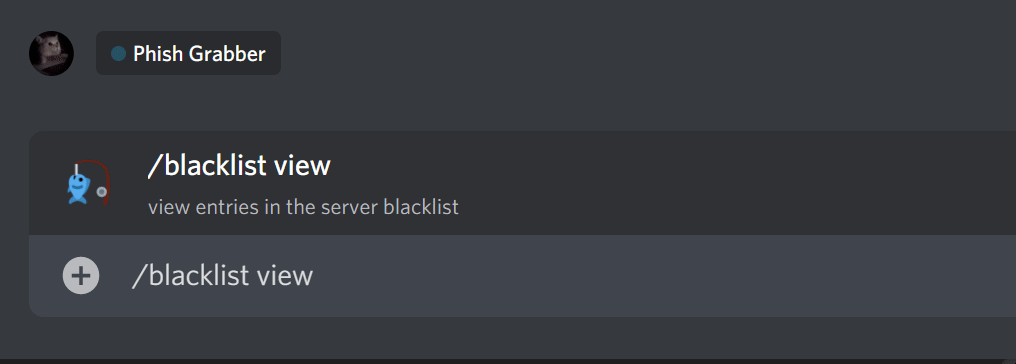 Phish Grabber
/blacklist view
view entries in the server blacklist
/blacklist view